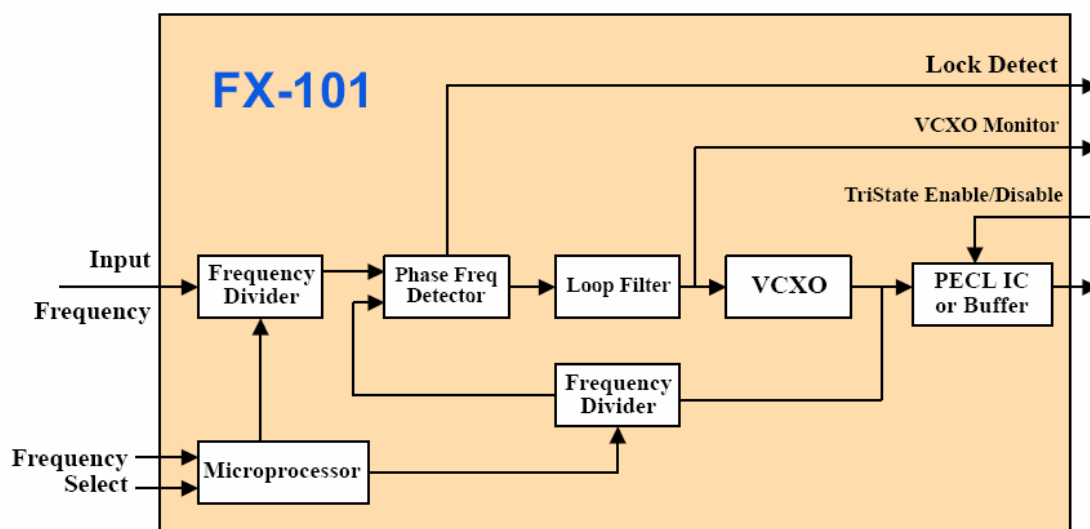 FX-101
Lock Detect
VCXO Monitor
TriState Enable/Disable
Input
Frequency
Frequency
Divider
Phase Freq
Detector
Loop Filter
VCXO
PECL IC
or Buffer
Frequency
Divider
Frequency
Select
Microprocessor